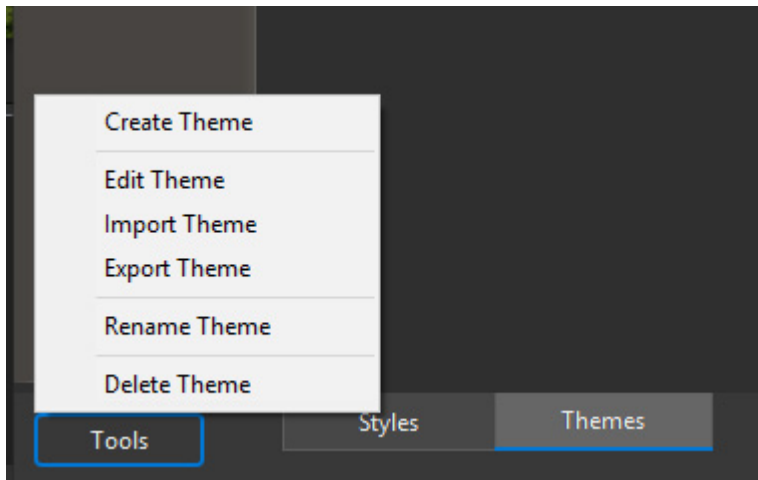 Create Theme
Edit Theme
Import Theme
Export Theme
Rename Theme
Delete Theme
Tools
Styles
Themes